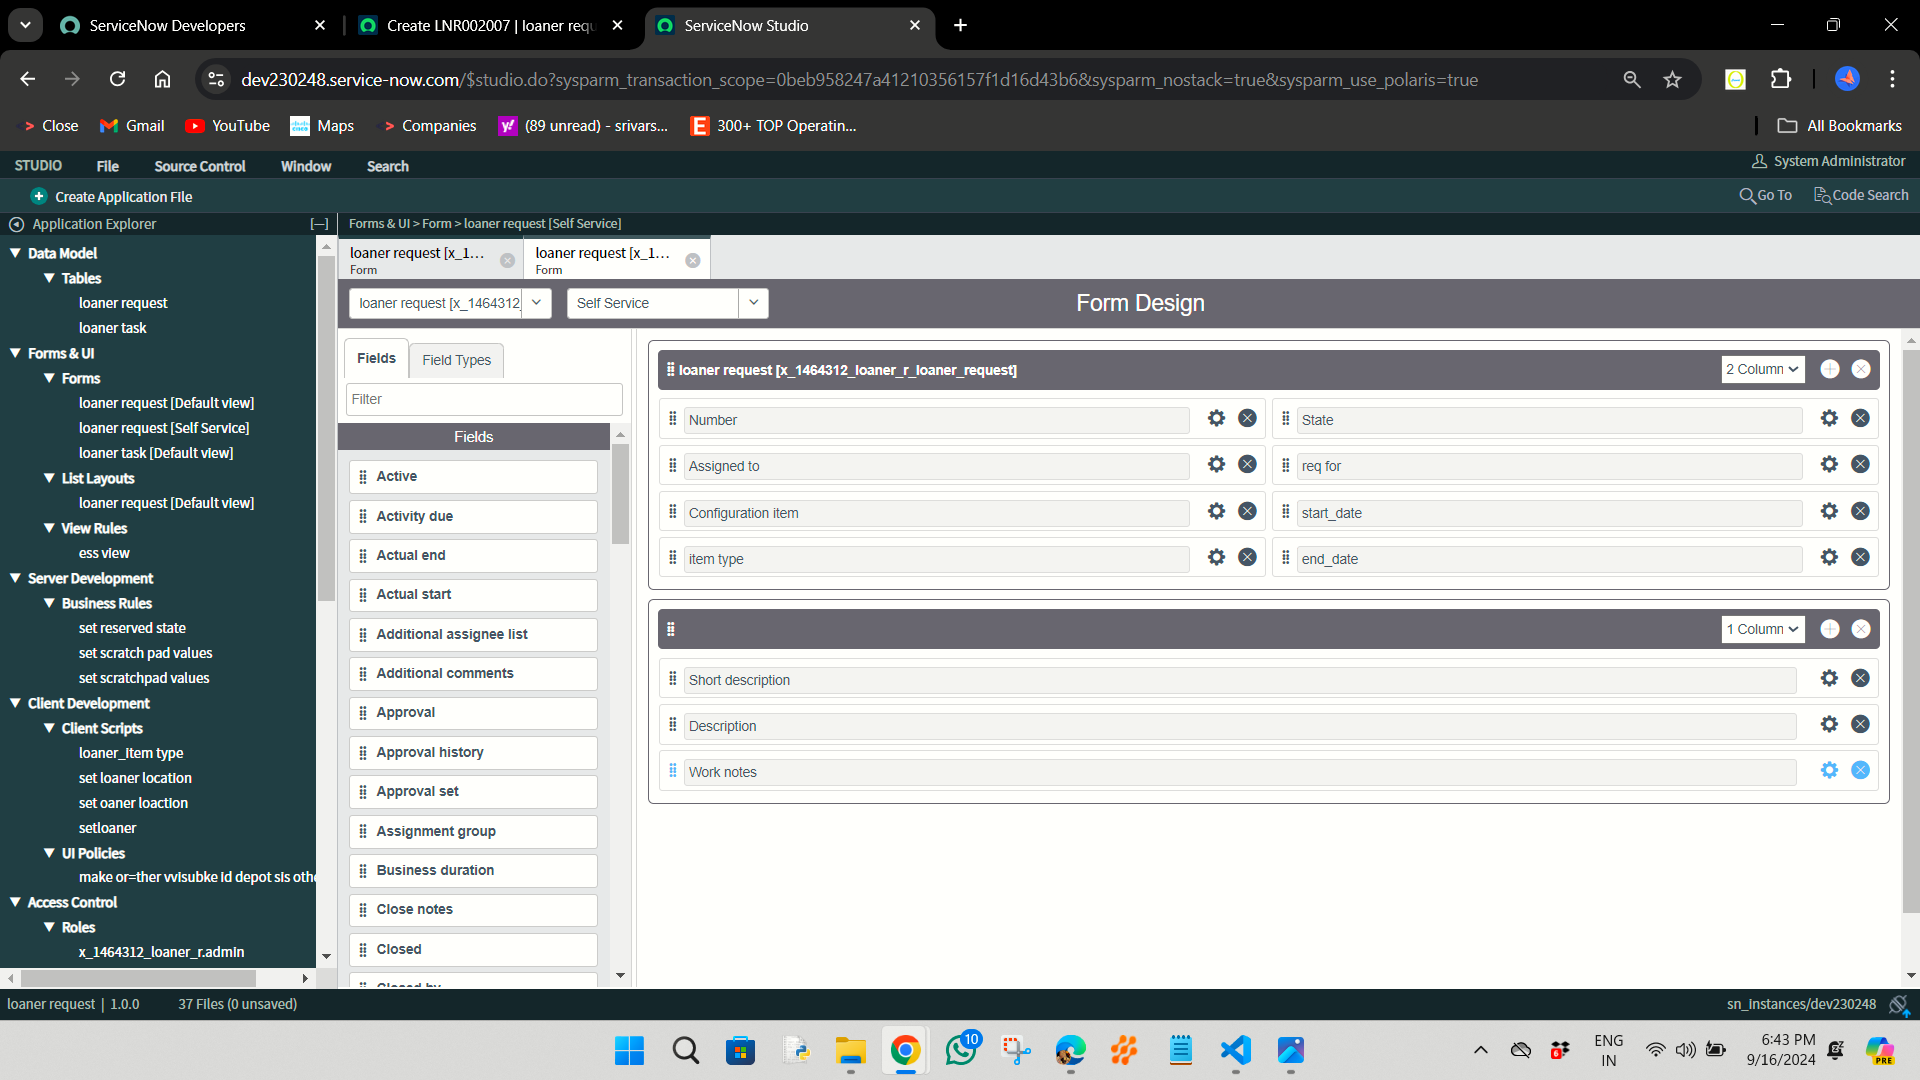 ServiceNow Developers
Create LNR002007 | loaner requ
ServiceNow Studio
dev230248.service-now.com/$studio.do?sysparm_transaction_scope=0beb958247a41210356157f1d16d43b6&sysparm_nostack=true&sysparm_use_polaris=true
Close
Gmail
YouTube
Maps
Companies
(89 unread) - srivars...
300+ TOP Operatin...
All Bookmarks
STUDIO
File
Source Control
Window
Search
System Administrator
Create Application File
Go To
Code Search
Application Explorer
[—]
Forms & UI > Form > loaner request [Self Service]
Data Model
Tables
loaner request
loaner task
Forms & UI
Forms
loaner request [Default view]
loaner request [Self Service]
loaner task [Default view]
List Layouts
loaner request [Default view]
View Rules
ess view
Server Development
Business Rules
set reserved state
set scratch pad values
set scratchpad values
Client Development
Client Scripts
loaner_item type
set loaner location
set oaner loaction
setloaner
UI Policies
make or=ther vvisubke id depot sis othe
Access Control
Roles
x_1464312_loaner_r.admin
loaner request [x_1...
Form
loaner request [x_1...
Form
loaner request [x_1464312_
Self Service
Form Design
Fields
Field Types
Filter
Fields
Active
Activity due
Actual end
Actual start
Additional assignee list
Additional comments
Approval
Approval history
Approval set
Assignment group
Business duration
Close notes
Closed
Closed by
loaner request [x_1464312_loaner_r_loaner_request]
2 Column
Number
State
Assigned to
req for
Configuration item
start_date
item type
end_date
1 Column
Short description
Description
Work notes
loaner request | 1.0.0
37 Files (0 unsaved)
sn_instances/dev230248
10
6
ENG
IN
6:43 PM
9/16/2024
PRE